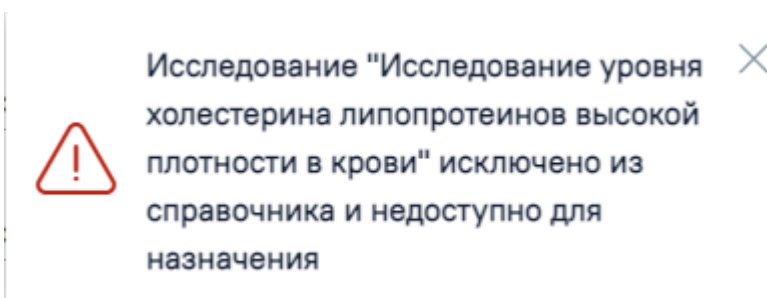 Исследование "Исследование уровня
холестерина липопротеинов высокой
плотности в крови" исключено из
справочника и недоступно для
назначения